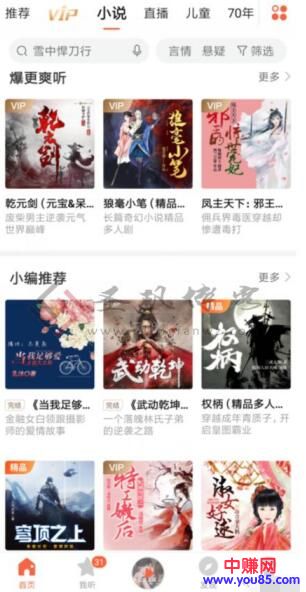 推荐 VIP 小说 直播 儿童 70年
雪中悍刀行 言情 悬疑 筛选
爆更爽听 更多 >
VIP 乾元剑
VIP 狼毫小笔
VIP 邪王的惊世宠妃
乾元剑（元宝&呆... 狼毫小笔（精品... 凤主天下：邪王...
废柴男主逆袭元气世界巅峰
长篇奇幻小说精品多人剧
佣兵界毒医穿越却惨遭毒打
小编推荐 更多 >
当我足够爱
武动乾坤
精品 权柄
完结 《当我足够... 完结 《武动乾坤... 权柄（精品多人...
金融女白领跟摄影师的爱情故事
一个落魄林氏子弟的逆袭之路
穿越成年青质子，开启皇图霸业
精品 穹顶之上
VIP 特工嫡后
VIP 淑女好逑
31
首页 我听 发现
中赚网
www.you85.com